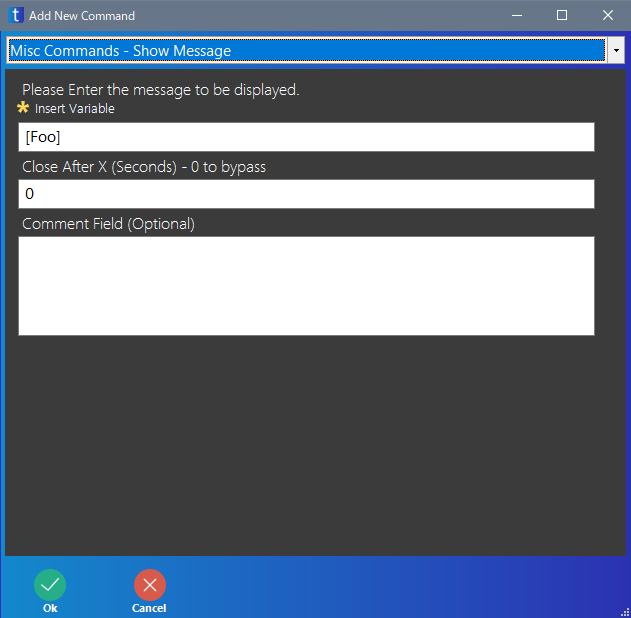 t Add New Command
Misc Commands - Show Message
Please Enter the message to be displayed.
Insert Variable
[Foo]
Close After X (Seconds) - 0 to bypass
0
Comment Field (Optional)
Ok Cancel